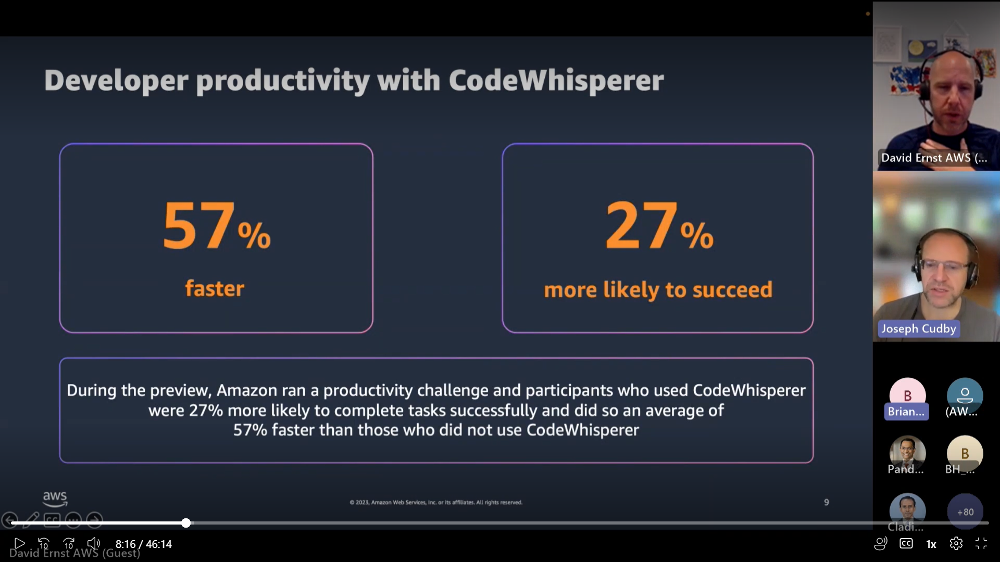 Developer productivity with CodeWhisperer
57%
faster
27%
more likely to succeed
During the preview, Amazon ran a productivity challenge and participants who used CodeWhisperer
were 27% more likely to complete tasks successfully and did so an average of
57% faster than those who did not use CodeWhisperer
aws
© 2023, Amazon Web Services, Inc. or its affiliates. All rights reserved.
9
David Ernst AWS (...
Joseph Cudby
B
Brian...
(AW...
Pand...
B
BH_...
Cladi...
+80
CC
10
10
8:16 / 46:14
CC
1x
David Ernst AWS (Guest)